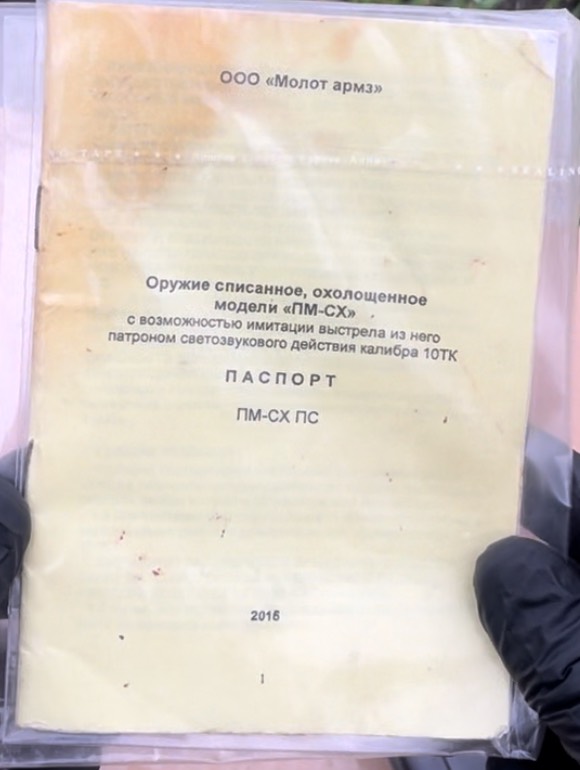 ООО «Молот армз»
Оружие списанное, охолощенное
модели «ПМ-СХ»
с возможностью имитации выстрела из него
патроном светозвукового действия калибра 10ТК
ПАСПОРТ
ПМ-СХ ПС
2016
1